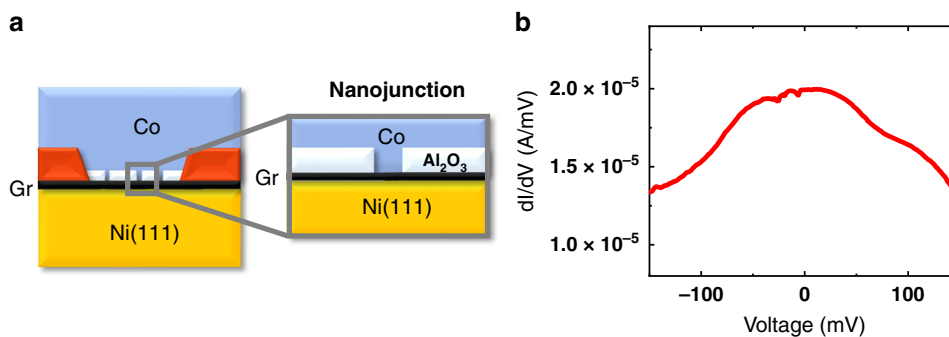 a
Co
Gr
Ni(111)
Nanojunction
Co
Al₂O₃
Gr
Ni(111)
b
dI/dV (A/mV)
2.0 × 10⁻⁵
1.5 × 10⁻⁵
1.0 × 10⁻⁵
−100 0 100
Voltage (mV)